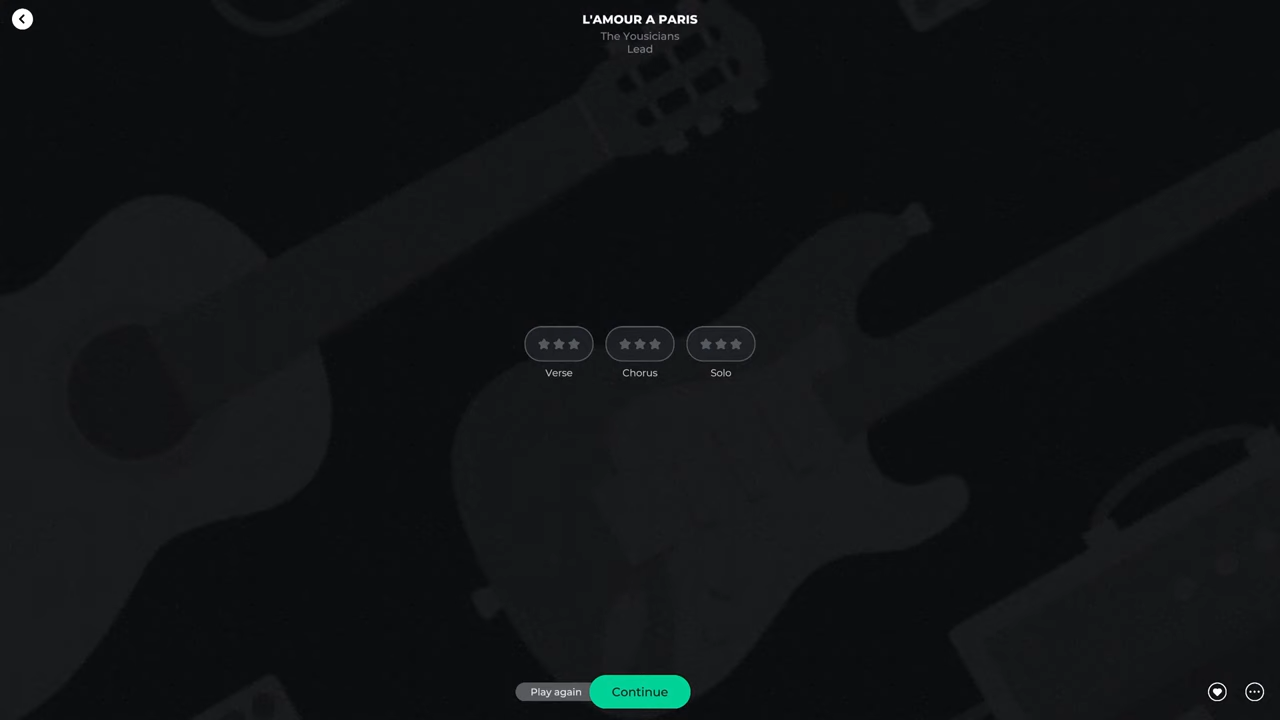 L'AMOUR A PARIS
The Yousicians
Lead
Verse
Chorus
Solo
Play again
Continue